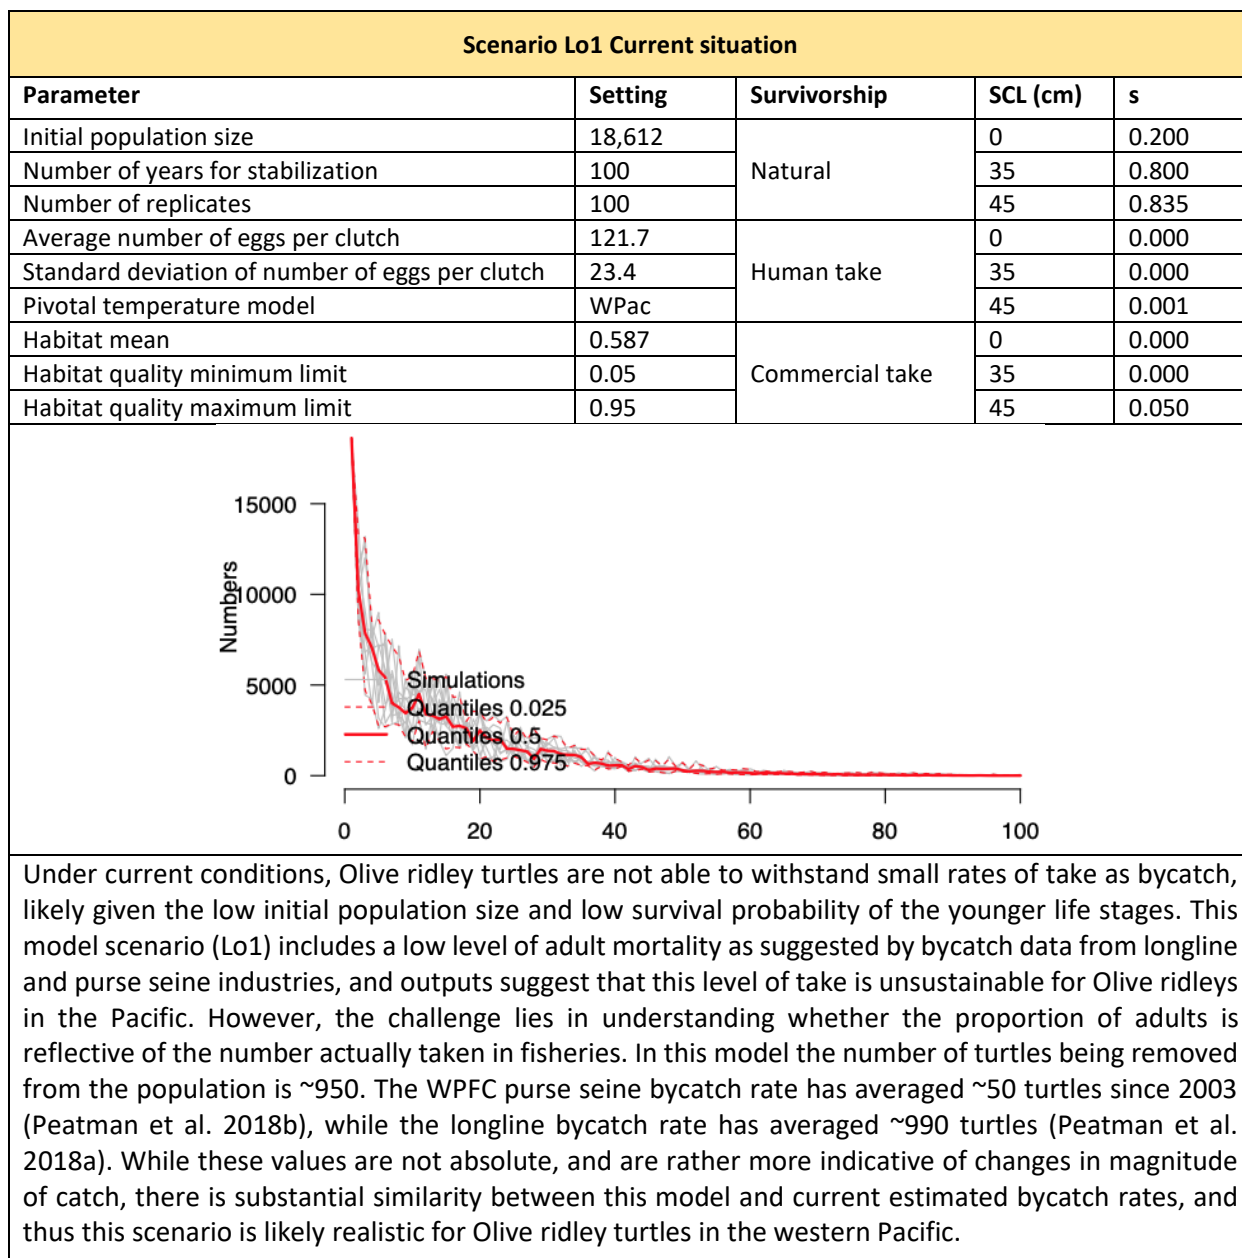 Scenario Lo1 Current situation
Parameter Setting Survivorship SCL (cm) s
Initial population size 18,612 Natural 0 0.200
Number of years for stabilization 100 35 0.800
Number of replicates 100 45 0.835
Average number of eggs per clutch 121.7 Human take 0 0.000
Standard deviation of number of eggs per clutch 23.4 35 0.000
Pivotal temperature model WPac 45 0.001
Habitat mean 0.587 Commercial take 0 0.000
Habitat quality minimum limit 0.05 35 0.000
Habitat quality maximum limit 0.95 45 0.050
Numbers
15000
10000
5000
0
Simulations
Quantiles 0.025
Quantiles 0.5
Quantiles 0.975
0 20 40 60 80 100
Under current conditions, Olive ridley turtles are not able to withstand small rates of take as bycatch,
likely given the low initial population size and low survival probability of the younger life stages. This
model scenario (Lo1) includes a low level of adult mortality as suggested by bycatch data from longline
and purse seine industries, and outputs suggest that this level of take is unsustainable for Olive ridleys
in the Pacific. However, the challenge lies in understanding whether the proportion of adults is
reflective of the number actually taken in fisheries. In this model the number of turtles being removed
from the population is ~950. The WPFC purse seine bycatch rate has averaged ~50 turtles since 2003
(Peatman et al. 2018b), while the longline bycatch rate has averaged ~990 turtles (Peatman et al.
2018a). While these values are not absolute, and are rather more indicative of changes in magnitude
of catch, there is substantial similarity between this model and current estimated bycatch rates, and
thus this scenario is likely realistic for Olive ridley turtles in the western Pacific.